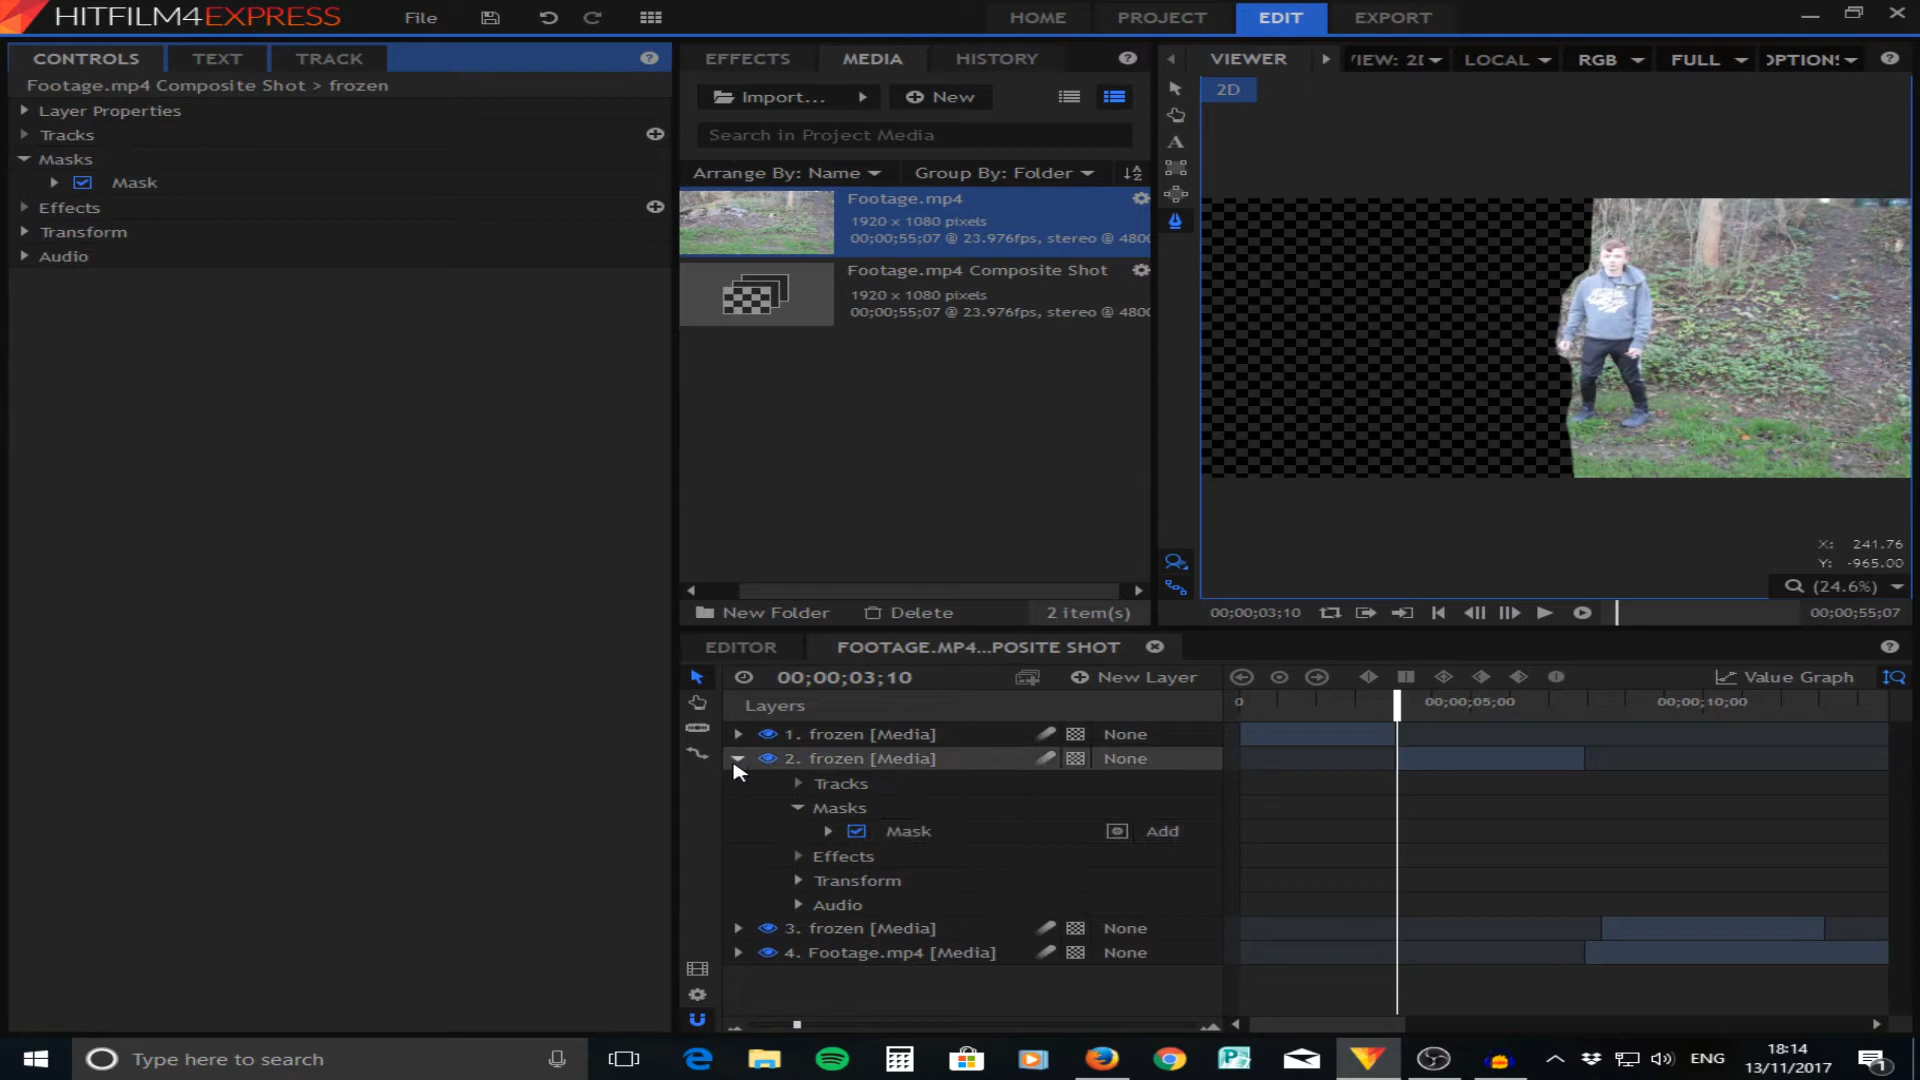 HITFILM4EXPRESS
File
HOME
PROJECT
EDIT
EXPORT
CONTROLS
TEXT
TRACK
Footage.mp4 Composite Shot > frozen
Layer Properties
Tracks
Masks
Mask
Effects
Transform
Audio
EFFECTS
MEDIA
HISTORY
Import...
New
Search in Project Media
Arrange By: Name
Group By: Folder
Footage.mp4
1920 x 1080 pixels
00;00;55;07 @ 23.976fps, stereo @ 4800
Footage.mp4 Composite Shot
1920 x 1080 pixels
00;00;55;07 @ 23.976fps, stereo @ 4800
New Folder
Delete
2 item(s)
VIEWER
LOCAL
RGB
FULL
2D
X: 241.76
Y: -965.00
(24.6%)
00;00;03;10
00;00;55;07
EDITOR
FOOTAGE.MP4...POSITE SHOT
00;00;03;10
New Layer
Value Graph
Layers
0
00;00;05;00
00;00;10;00
1. frozen [Media] None
2. frozen [Media] None
Tracks
Masks
Mask Add
Effects
Transform
Audio
3. frozen [Media] None
4. Footage.mp4 [Media] None
Type here to search
ENG
18:14
13/11/2017